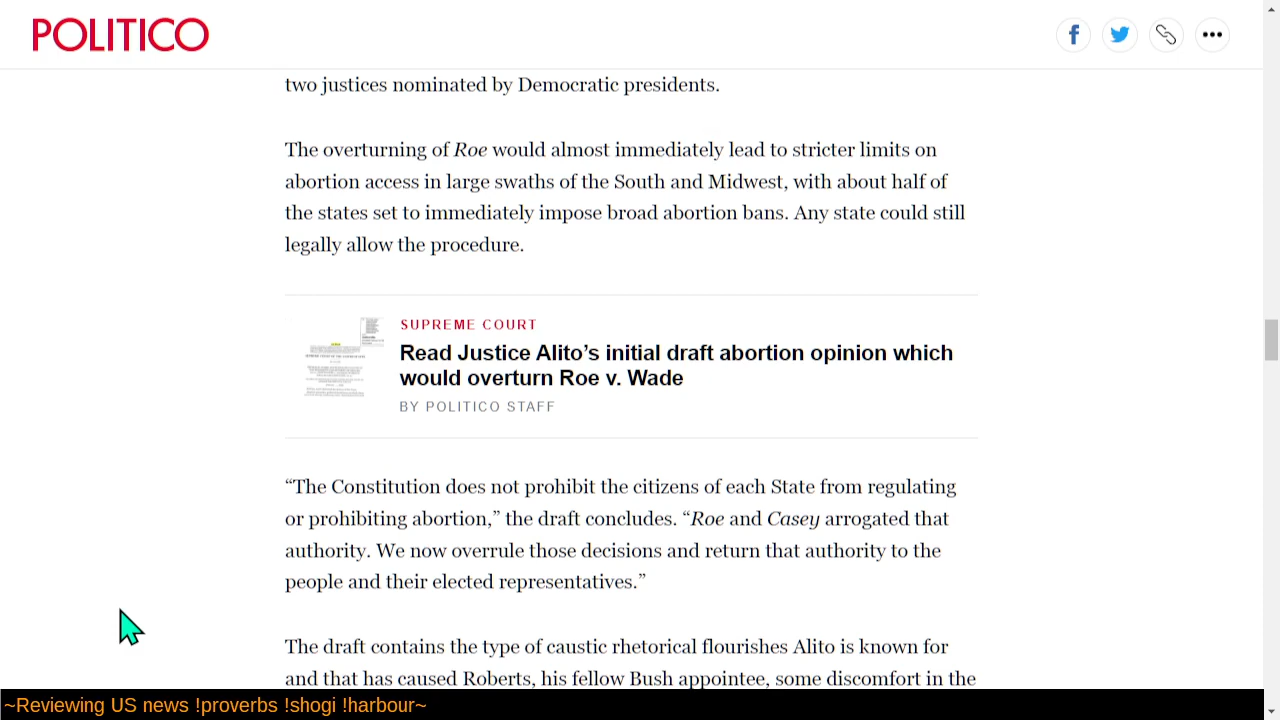 POLITICO
two justices nominated by Democratic presidents.
The overturning of Roe would almost immediately lead to stricter limits on
abortion access in large swaths of the South and Midwest, with about half of
the states set to immediately impose broad abortion bans. Any state could still
legally allow the procedure.
SUPREME COURT
Read Justice Alito’s initial draft abortion opinion which
would overturn Roe v. Wade
BY POLITICO STAFF
“The Constitution does not prohibit the citizens of each State from regulating
or prohibiting abortion,” the draft concludes. “Roe and Casey arrogated that
authority. We now overrule those decisions and return that authority to the
people and their elected representatives.”
The draft contains the type of caustic rhetorical flourishes Alito is known for
and that has caused Roberts, his fellow Bush appointee, some discomfort in the
~Reviewing US news !proverbs !shogi !harbour~